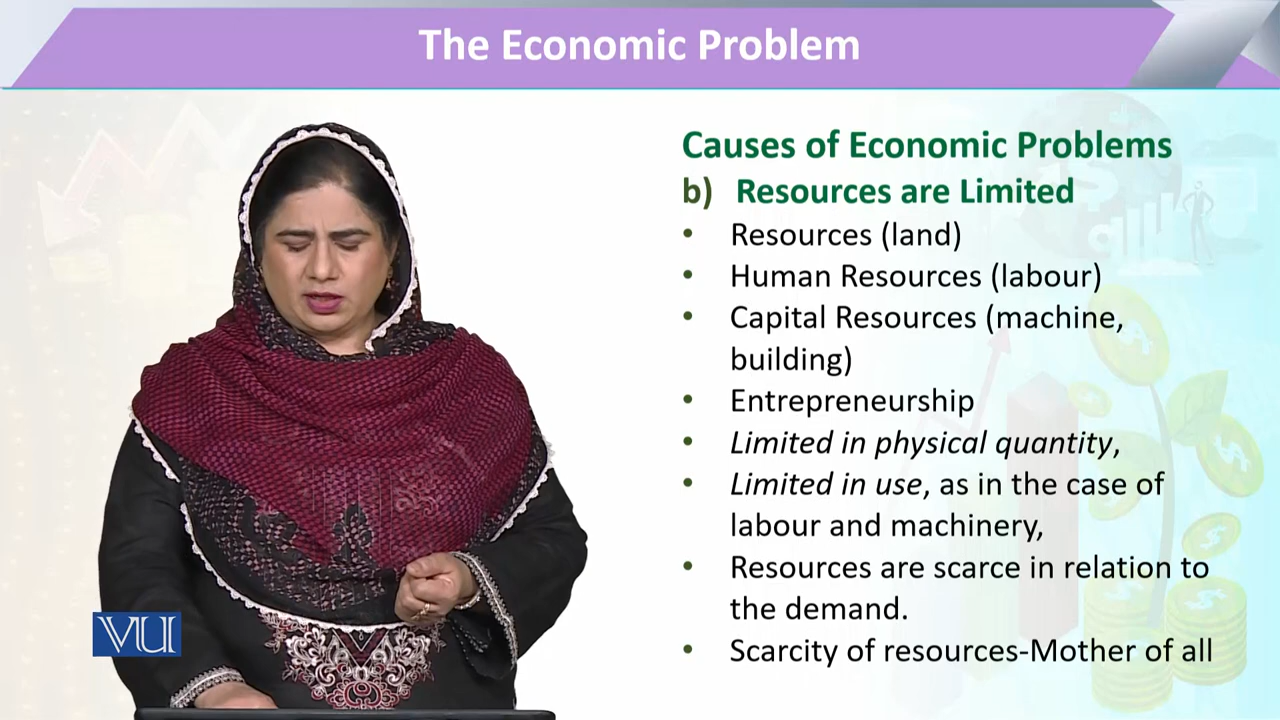 The Economic Problem
Causes of Economic Problems
b) Resources are Limited
• Resources (land)
• Human Resources (labour)
• Capital Resources (machine,
building)
• Entrepreneurship
• Limited in physical quantity,
• Limited in use, as in the case of
labour and machinery,
• Resources are scarce in relation to
the demand.
• Scarcity of resources-Mother of all
VU